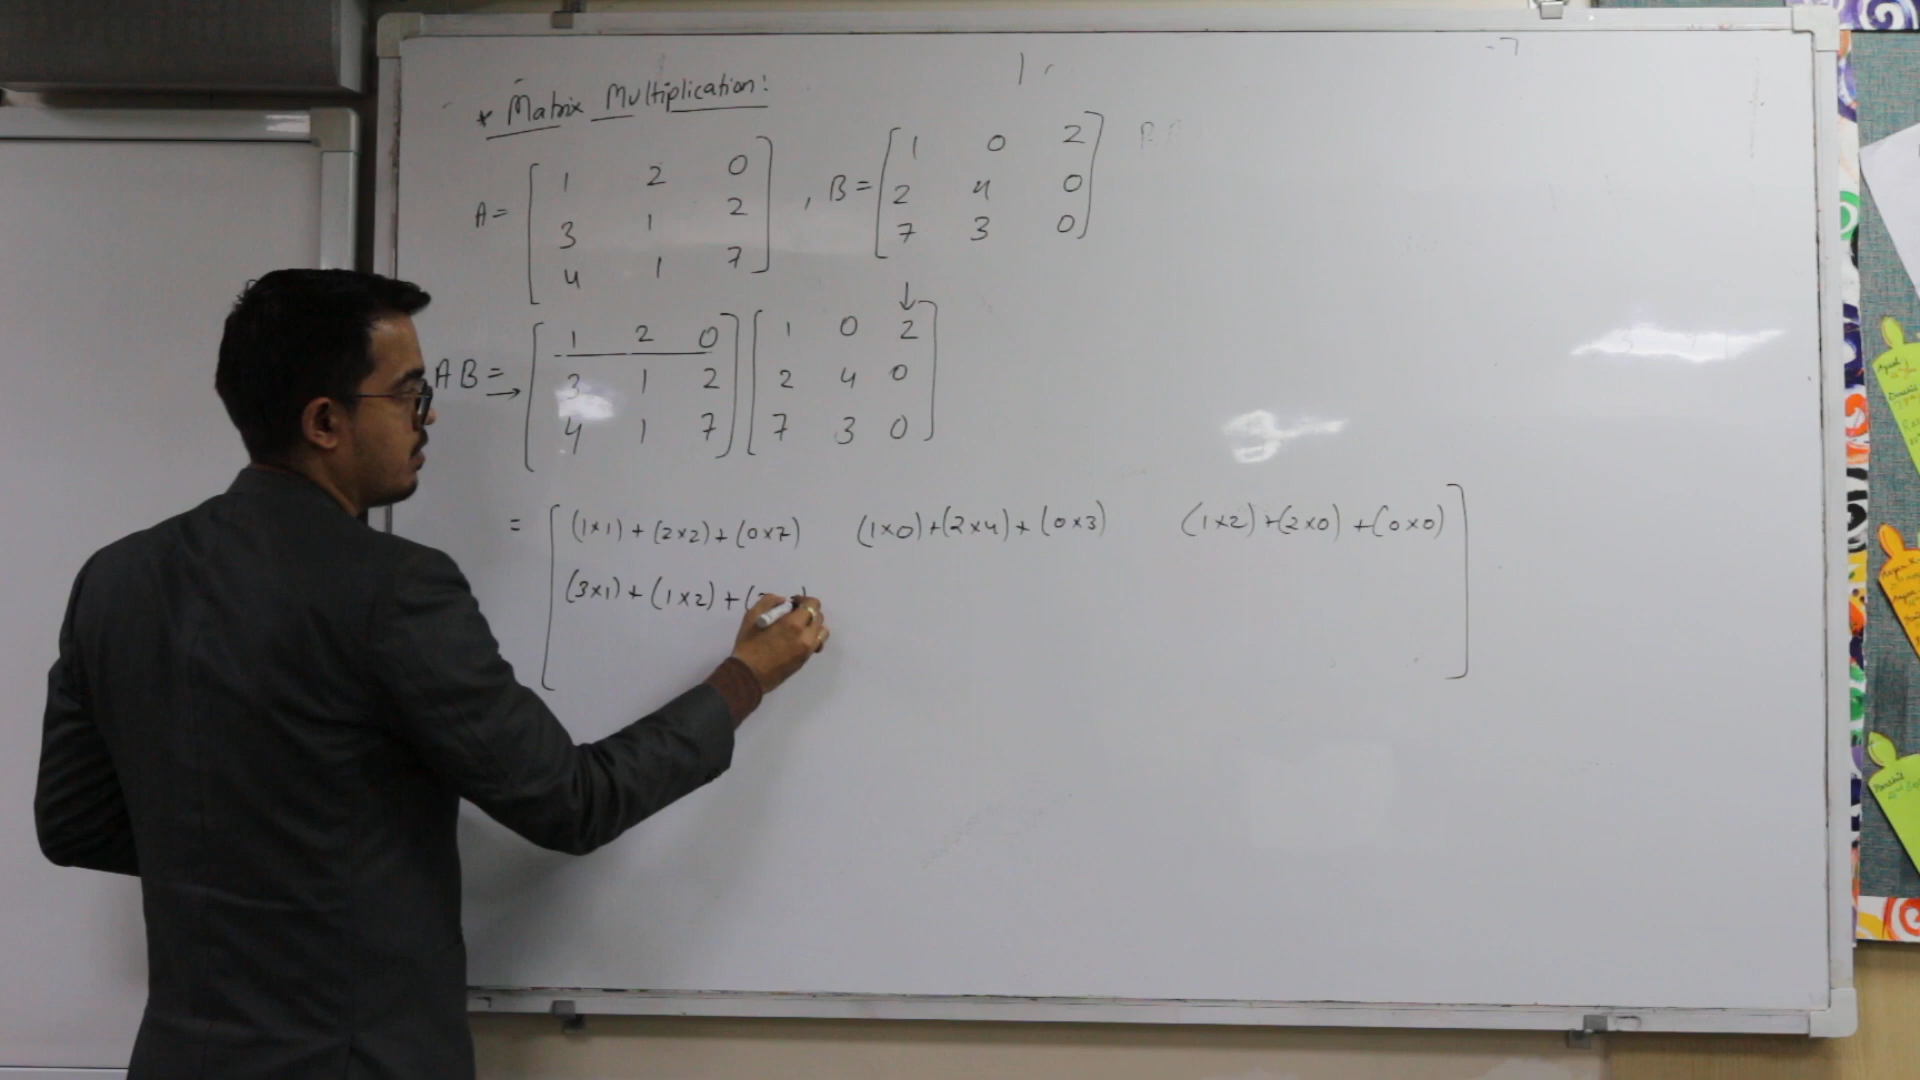 * Matrix Multiplication:
A = [ 1 2 0 , B = [ 1 0 2
3 1 2 2 4 0
4 1 7 ] 7 3 0 ]
AB = [ 1 2 0 ] [ 1 0 2 ]
3 1 2 2 4 0
4 1 7 7 3 0
= [ (1×1) + (2×2) + (0×7) (1×0) + (2×4) + (0×3) (1×2) + (2×0) + (0×0) ]
(3×1) + (1×2) + (